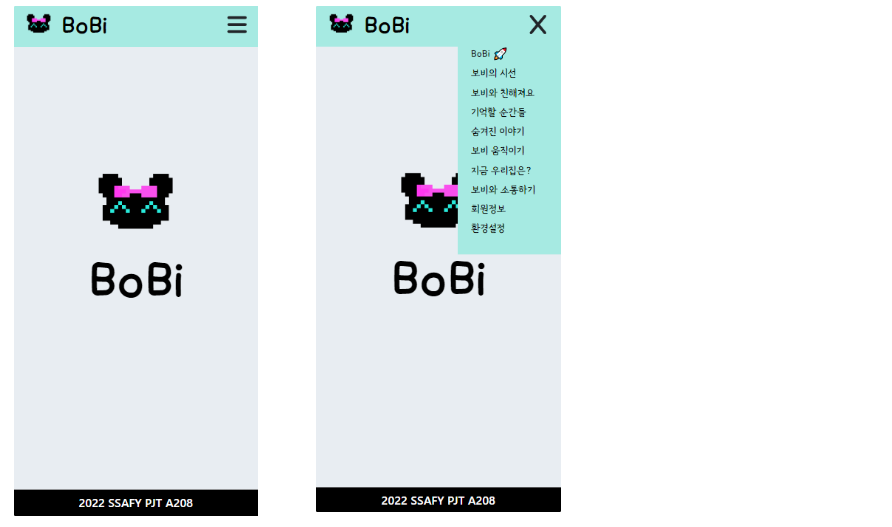 BoBi
BoBi
2022 SSAFY PJT A208
BoBi
BoBi 🚀
보비의 시선
보비와 친해져요
기억할 순간들
숨겨진 이야기
보비 움직이기
지금 우리집은?
보비와 소통하기
회원정보
환경설정
BoBi
2022 SSAFY PJT A208